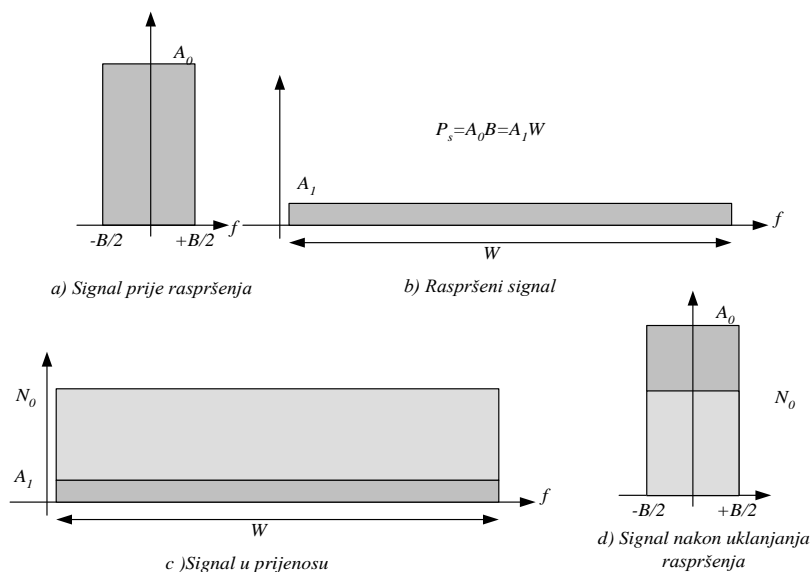 A₀
f
-B/2 +B/2
a) Signal prije raspršenja
Pₛ=A₀B=A₁W
A₁
f
W
b) Raspršeni signal
N₀
A₁
f
W
c )Signal u prijenosu
A₀
N₀
-B/2 +B/2
d) Signal nakon uklanjanja
raspršenja